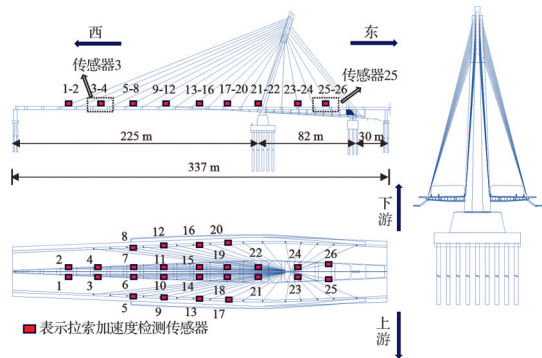 西
东
传感器3
传感器25
1-2 3-4 5-8 9-12 13-16 17-20 21-22 23-24 25-26
225 m 82 m 30 m
337 m
下游
8 12 16 20
2 4 7 11 15 19 22 24 26
1 3 6 10 14 18 21 23 25
5 9 13 17
上游
表示拉索加速度检测传感器